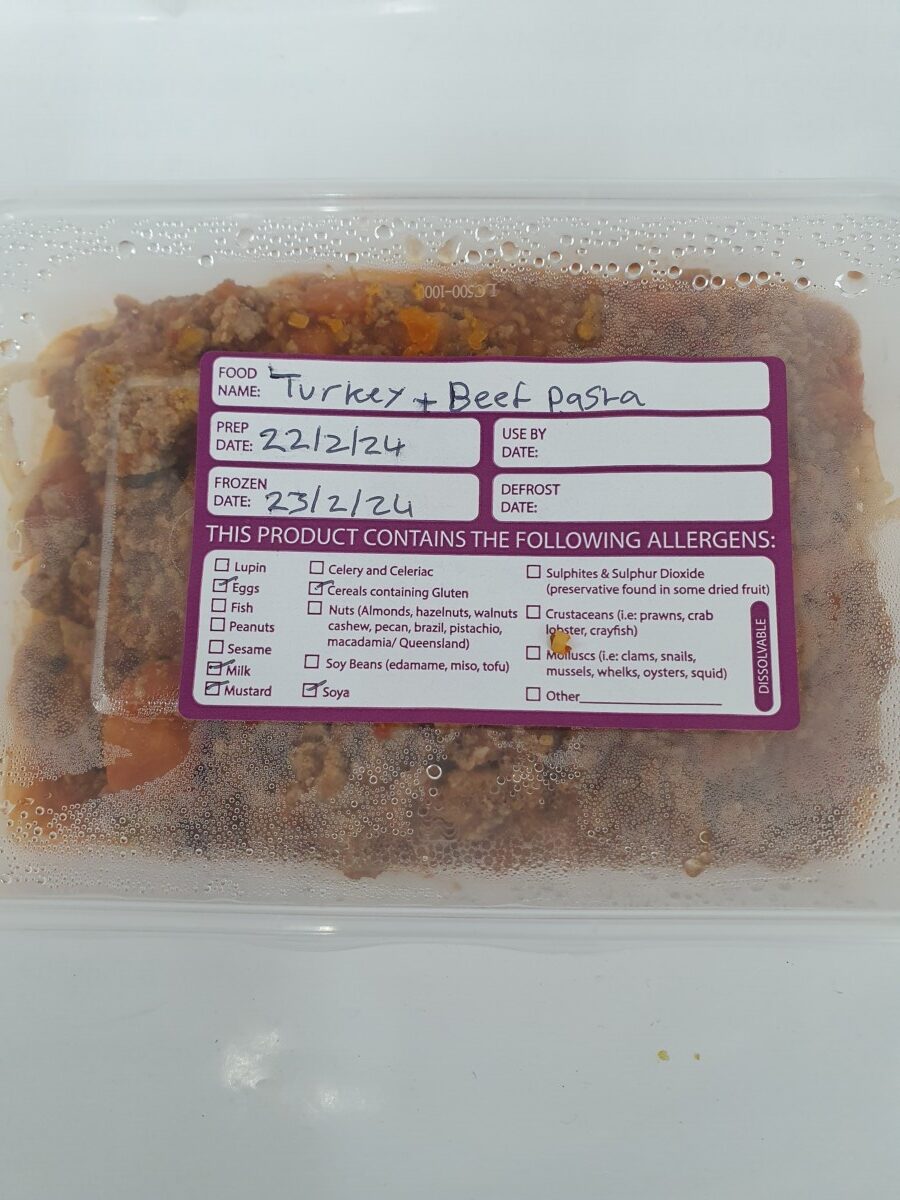 FOOD NAME: Turkey + Beef pasta
PREP DATE: 22/2/24
USE BY DATE:
FROZEN DATE: 23/2/24
DEFROST DATE:
THIS PRODUCT CONTAINS THE FOLLOWING ALLERGENS:
Lupin
Eggs
Fish
Peanuts
Sesame
Milk
Mustard
Celery and Celeriac
Cereals containing Gluten
Nuts (Almonds, hazelnuts, walnuts
cashew, pecan, brazil, pistachio,
macadamia/ Queensland)
Soy Beans (edamame, miso, tofu)
Soya
Sulphites & Sulphur Dioxide
(preservative found in some dried fruit)
Crustaceans (i.e: prawns, crab
lobster, crayfish)
Molluscs (i.e: clams, snails,
mussels, whelks, oysters, squid)
Other
DISSOLVABLE